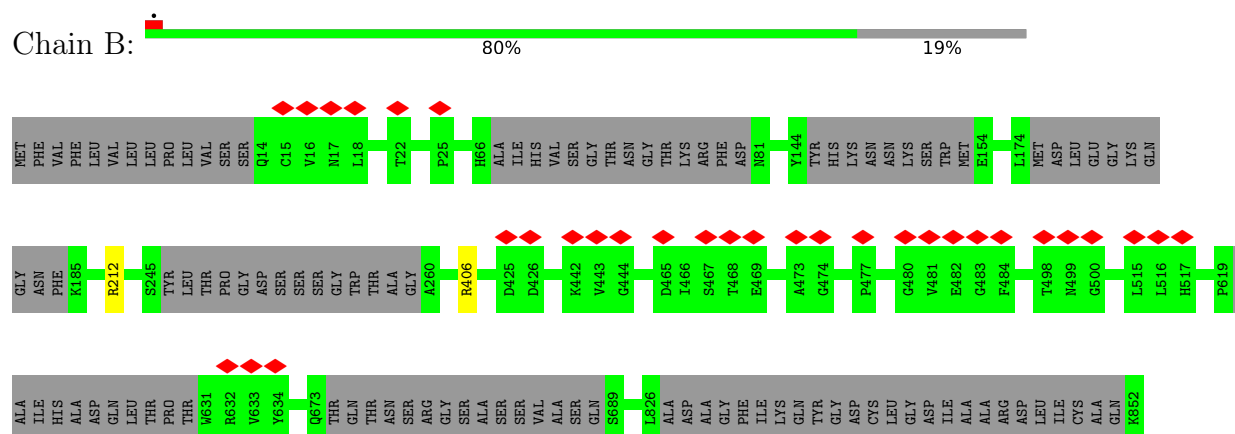 Chain B:
•
80% 19%
MET PHE VAL PHE LEU VAL LEU LEU PRO LEU VAL SER SER Q14 C15 V16 N17 L18 T22 P25 H66 ALA ILE HIS VAL SER GLY THR ASN GLY THR LYS ARG PHE ASP N81 Y144 TYR HIS LYS ASN ASN LYS SER TRP MET E154 L174 MET ASP LEU GLU GLY LYS GLN
GLY ASN PHE K185 R212 S245 TYR LEU THR PRO GLY ASP SER SER SER GLY TRP THR ALA GLY A260 R406 D425 D426 K442 V443 G444 D465 I466 S467 T468 E469 A473 G474 P477 G480 V481 E482 G483 F484 T498 N499 G500 L515 L516 H517 P619
ALA ILE HIS ALA ASP GLN LEU THR PRO THR W631 R632 V633 Y634 Q673 THR GLN THR ASN SER ARG GLY SER ALA SER SER VAL ALA SER GLN S689 L826 ALA ASP ALA GLY PHE ILE LYS GLN TYR GLY ASP CYS LEU GLY ASP ILE ALA ALA ARG ASP LEU ILE CYS ALA GLN K852